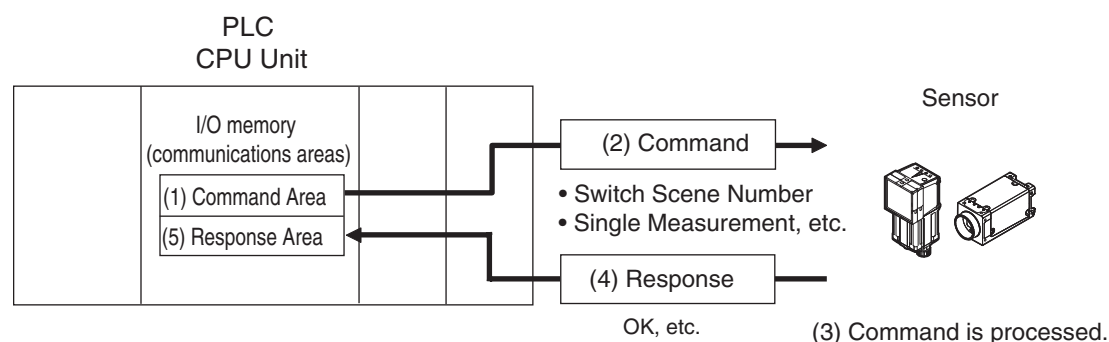 PLC
CPU Unit
I/O memory
(communications areas)
(1) Command Area
(5) Response Area
(2) Command
• Switch Scene Number
• Single Measurement, etc.
(4) Response
OK, etc.
Sensor
(3) Command is processed.